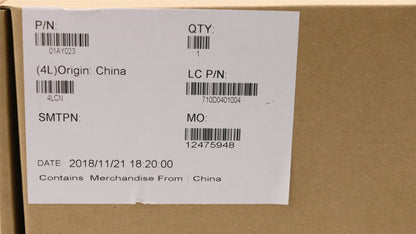 P/N:
01AY023
QTY:
1
(4L)Origin: China
4LCN
LC P/N:
710D0401004
SMTPN:
MO:
12475948
DATE: 2018/11/21 18:20:00
Contains Merchandise From : China